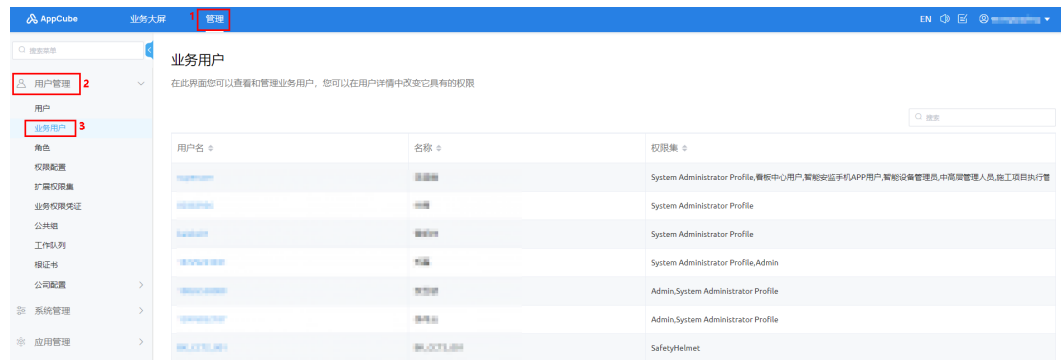 AppCube 业务大屏 1 管理 EN
搜索菜单
用户管理 2
用户
业务用户 3
角色
权限配置
扩展权限集
业务权限凭证
公共组
工作队列
根证书
公司配置
系统管理
应用管理
业务用户
在此界面您可以查看和管理业务用户，您可以在用户详情中改变它具有的权限
搜索
用户名 名称 权限集
System Administrator Profile,看板中心用户,智能安监手机APP用户,智能设备管理员,中高层管理人员,施工项目执行管
System Administrator Profile
System Administrator Profile
System Administrator Profile,Admin
Admin,System Administrator Profile
Admin,System Administrator Profile
SafetyHelmet